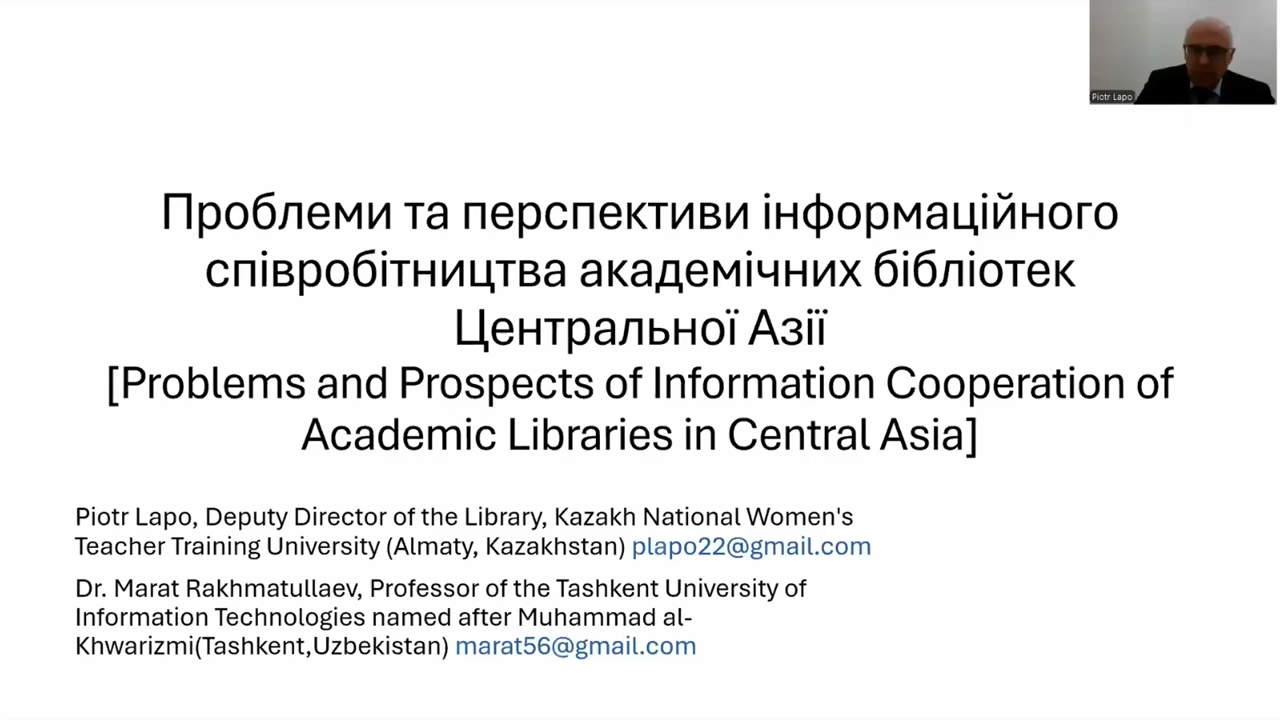 Piotr Lapo
Проблеми та перспективи інформаційного
співробітництва академічних бібліотек
Центральної Азії
[Problems and Prospects of Information Cooperation of
Academic Libraries in Central Asia]
Piotr Lapo, Deputy Director of the Library, Kazakh National Women's
Teacher Training University (Almaty, Kazakhstan) plapo22@gmail.com
Dr. Marat Rakhmatullaev, Professor of the Tashkent University of
Information Technologies named after Muhammad al-
Khwarizmi(Tashkent,Uzbekistan) marat56@gmail.com